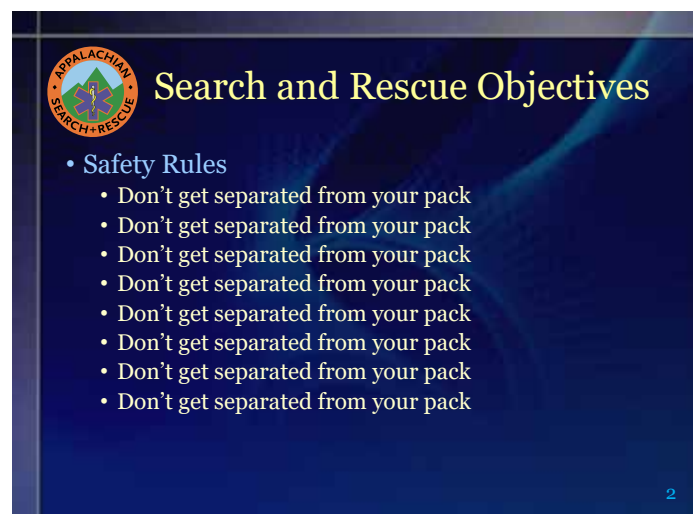 APPALACHIAN
SEARCH+RESCUE
Search and Rescue Objectives
• Safety Rules
• Don’t get separated from your pack
• Don’t get separated from your pack
• Don’t get separated from your pack
• Don’t get separated from your pack
• Don’t get separated from your pack
• Don’t get separated from your pack
• Don’t get separated from your pack
• Don’t get separated from your pack
2